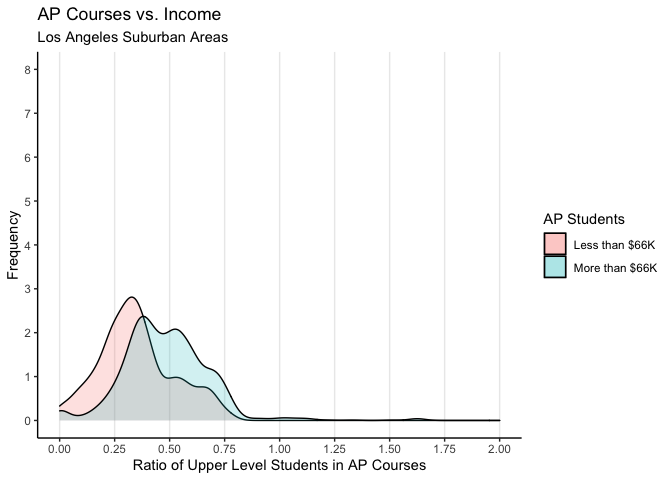 AP Courses vs. Income
Los Angeles Suburban Areas
8
7
6
5
4
3
2
1
0
Frequency
0.00 0.25 0.50 0.75 1.00 1.25 1.50 1.75 2.00
Ratio of Upper Level Students in AP Courses
AP Students
Less than $66K
More than $66K